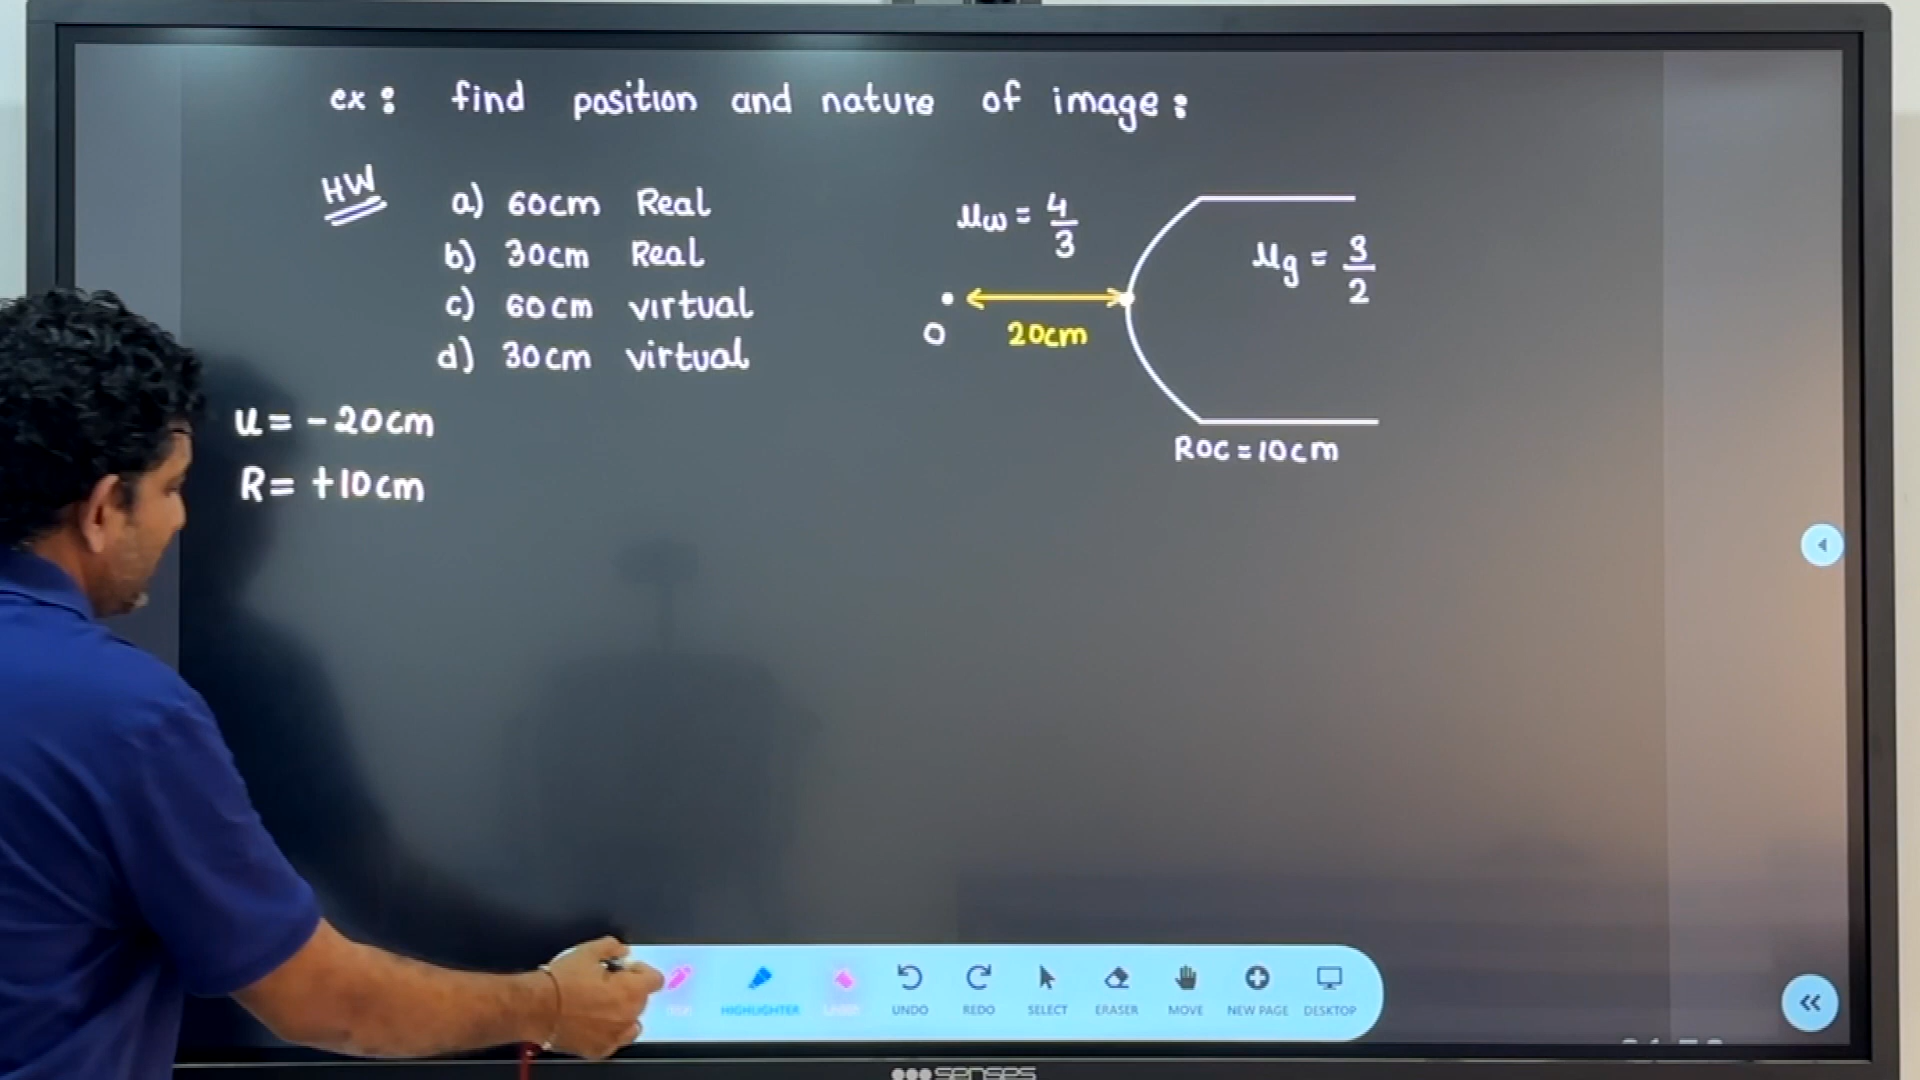 ex : find position and nature of image :
HW
a) 60cm Real
b) 30cm Real
c) 60cm virtual
d) 30cm virtual
μw = 4/3
μg = 3/2
O
20cm
ROC = 10cm
u = - 20cm
R = +10cm
HIGHLIGHTER UNDO REDO SELECT ERASER MOVE NEW PAGE DESKTOP
senses